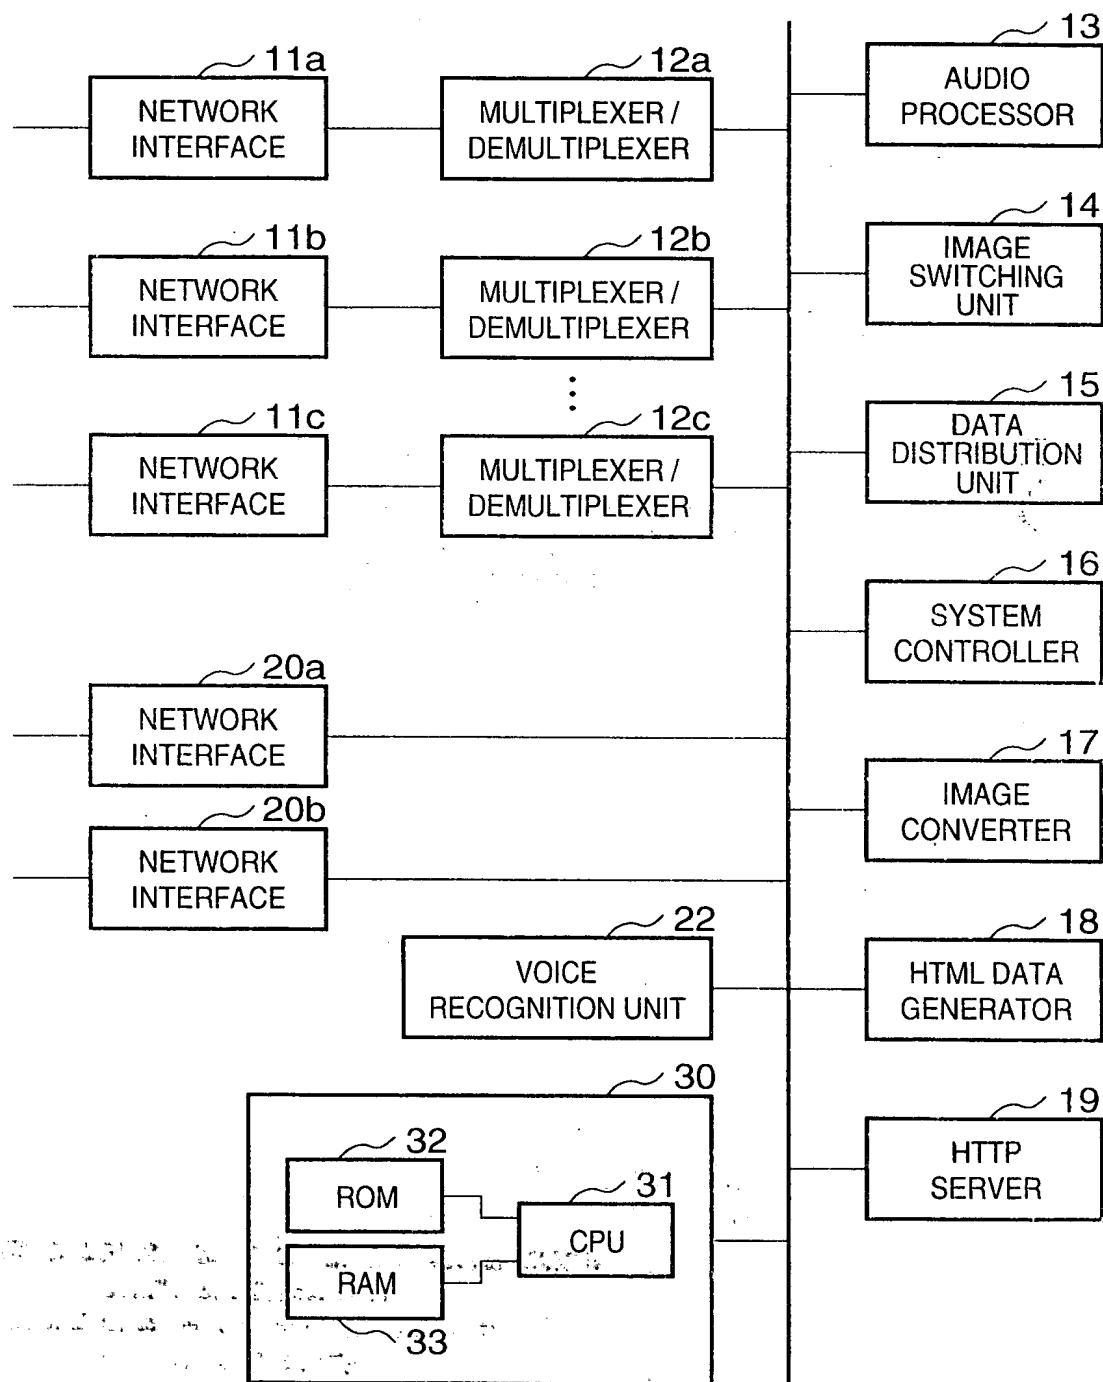 11a
NETWORK
INTERFACE
12a
MULTIPLEXER /
DEMULTIPLEXER
13
AUDIO
PROCESSOR
11b
NETWORK
INTERFACE
12b
MULTIPLEXER /
DEMULTIPLEXER
14
IMAGE
SWITCHING
UNIT
11c
NETWORK
INTERFACE
12c
MULTIPLEXER /
DEMULTIPLEXER
15
DATA
DISTRIBUTION
UNIT
16
SYSTEM
CONTROLLER
20a
NETWORK
INTERFACE
17
IMAGE
CONVERTER
20b
NETWORK
INTERFACE
22
VOICE
RECOGNITION UNIT
18
HTML DATA
GENERATOR
30
32
ROM
31
CPU
RAM
33
19
HTTP
SERVER